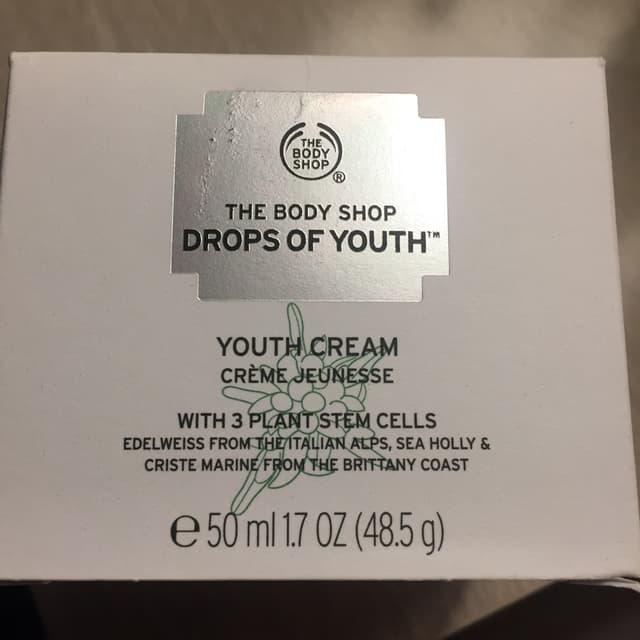 THE
BODY
SHOP
®
THE BODY SHOP
DROPS OF YOUTH™
YOUTH CREAM
CRÈME JEUNESSE
WITH 3 PLANT STEM CELLS
EDELWEISS FROM THE ITALIAN ALPS, SEA HOLLY &
CRISTE MARINE FROM THE BRITTANY COAST
℮ 50 ml 1.7 OZ (48.5 g)